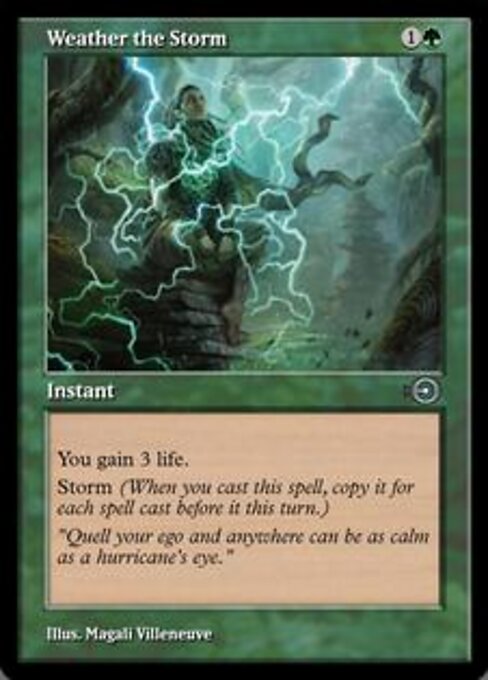 Weather the Storm 1
Instant
You gain 3 life.
Storm (When you cast this spell, copy it for
each spell cast before it this turn.)
"Quell your ego and anywhere can be as calm
as a hurricane's eye."
Illus. Magali Villeneuve